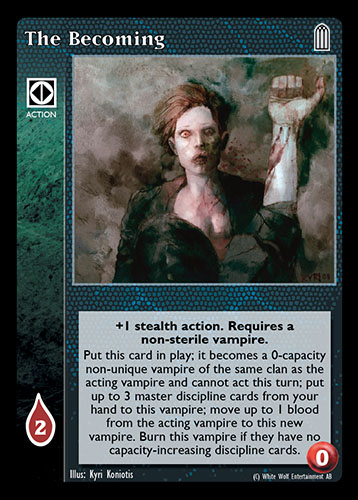 The Becoming
ACTION
+1 stealth action. Requires a
non-sterile vampire.
Put this card in play; it becomes a 0-capacity
non-unique vampire of the same clan as the
acting vampire and cannot act this turn; put
up to 3 master discipline cards from your
hand to this vampire; move up to 1 blood
from the acting vampire to this new
vampire. Burn this vampire if they have no
capacity-increasing discipline cards.
2
0
Illus: Kyri Koniotis
(C) White Wolf Entertainment AB